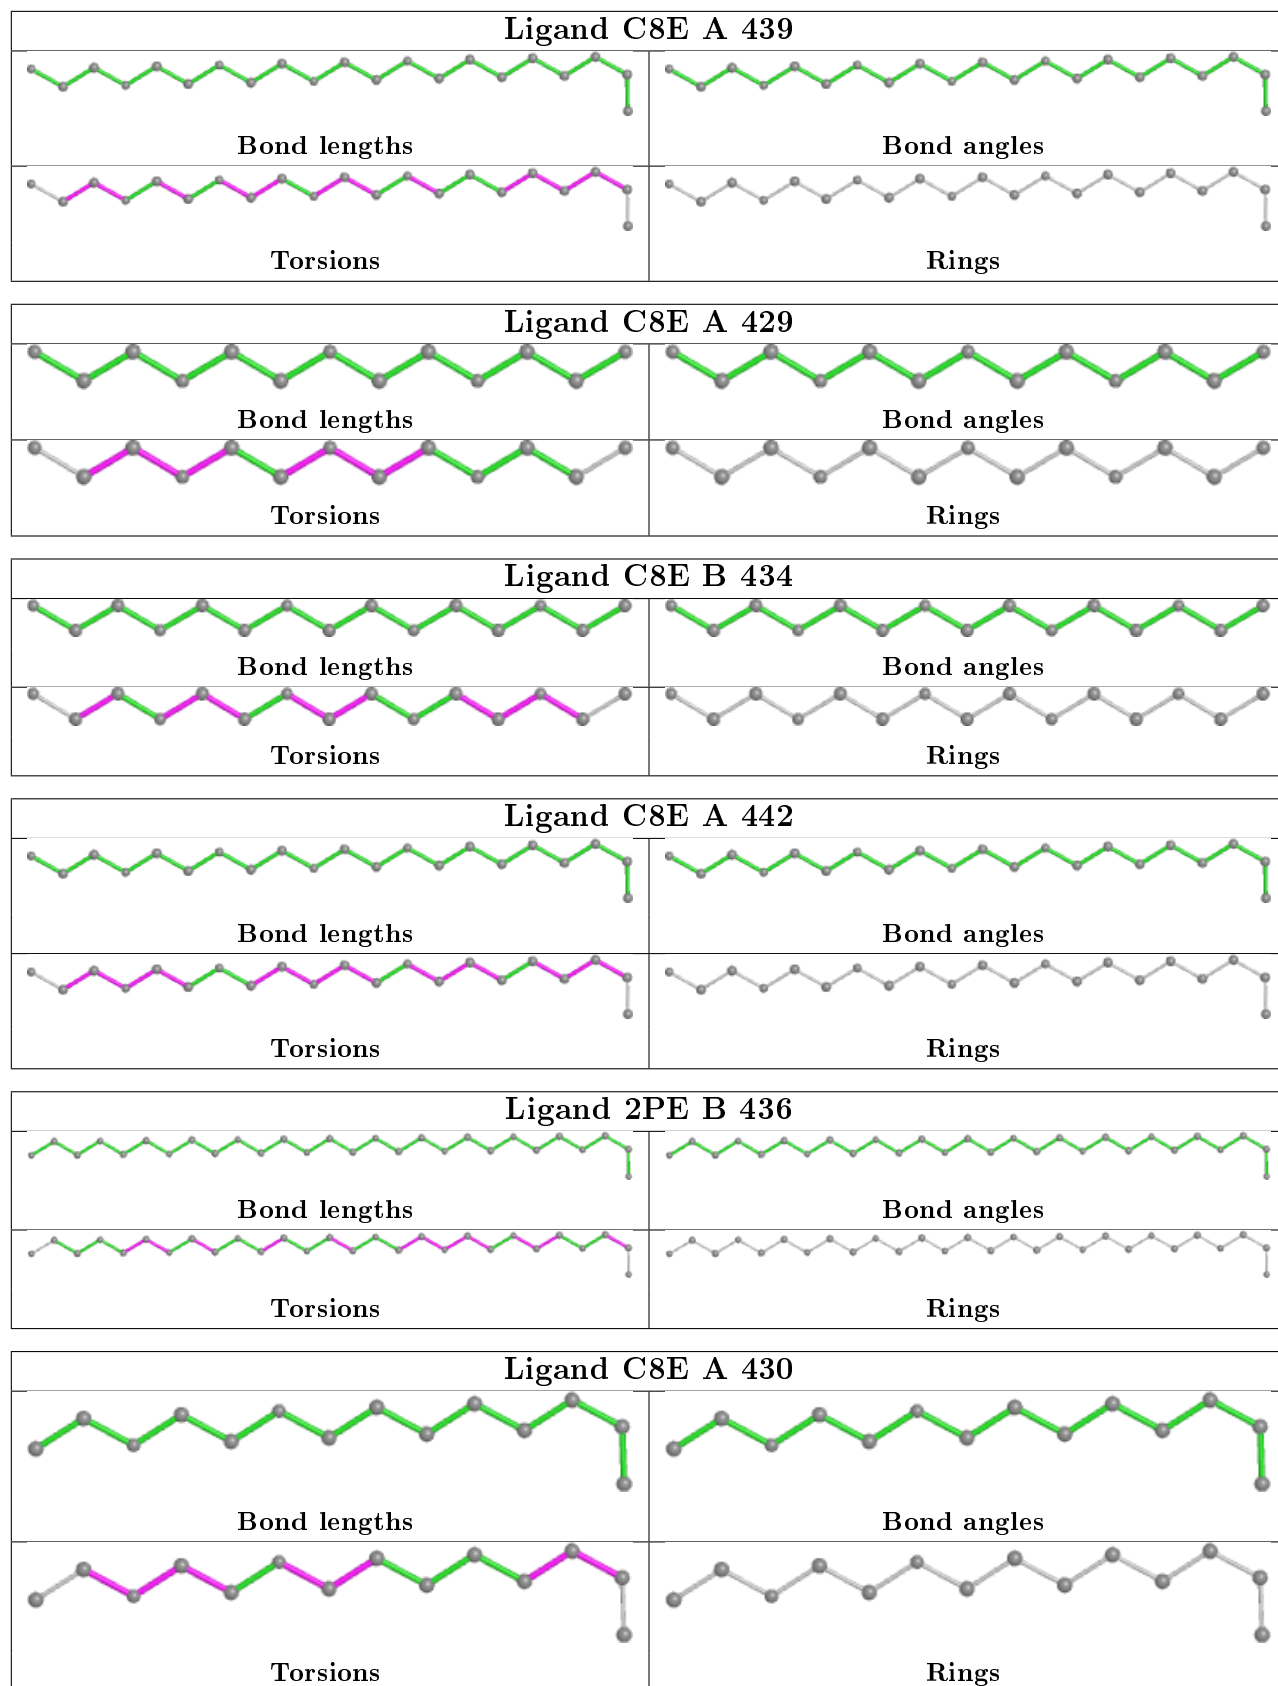 Ligand C8E A 439
Bond lengths Bond angles
Torsions Rings
Ligand C8E A 429
Bond lengths Bond angles
Torsions Rings
Ligand C8E B 434
Bond lengths Bond angles
Torsions Rings
Ligand C8E A 442
Bond lengths Bond angles
Torsions Rings
Ligand 2PE B 436
Bond lengths Bond angles
Torsions Rings
Ligand C8E A 430
Bond lengths Bond angles
Torsions Rings